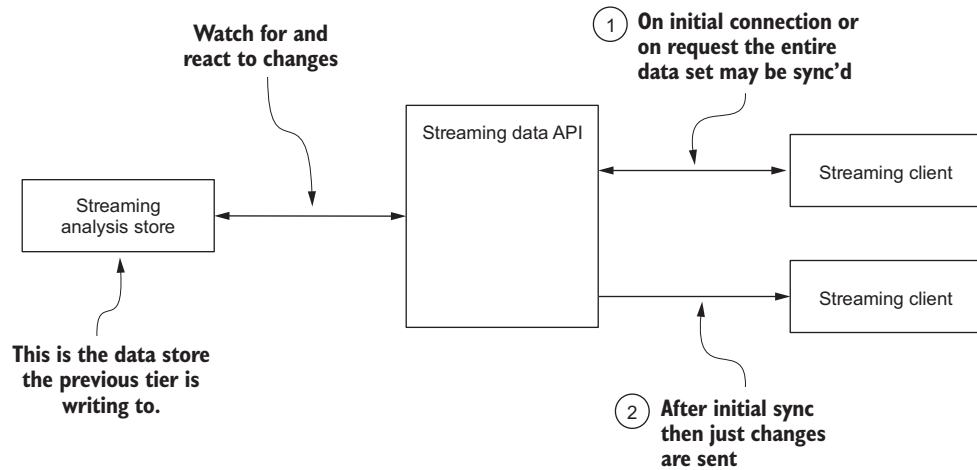 Watch for and
react to changes
1
On initial connection or
on request the entire
data set may be sync’d
Streaming data API
Streaming client
Streaming
analysis store
Streaming client
This is the data store
the previous tier is
writing to.
2
After initial sync
then just changes
are sent